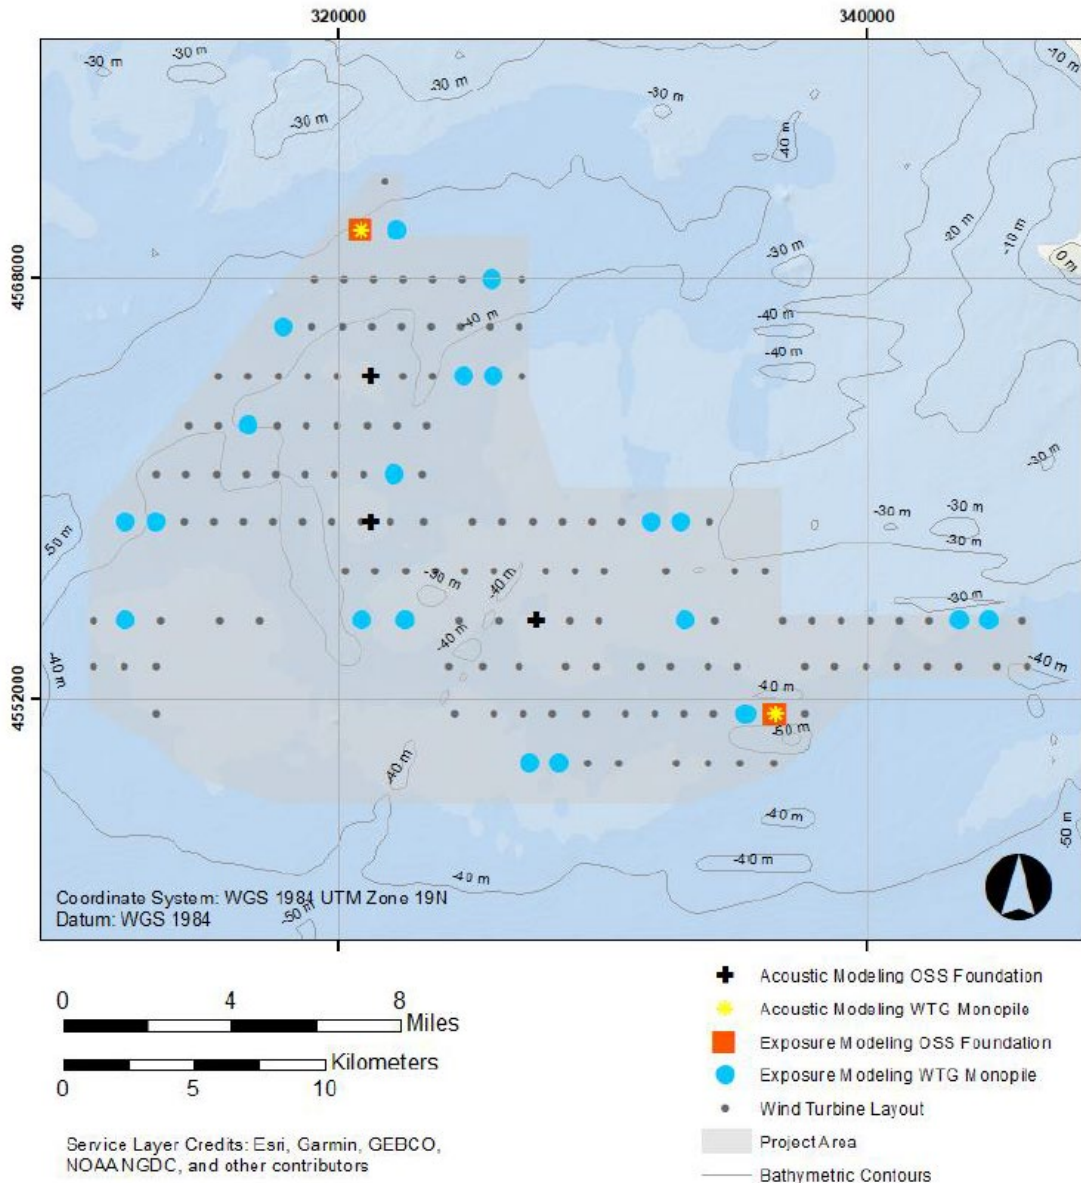 320000 340000
-30 m -30 m -10 m
-30 m
-30 m
-30 m
-40 m
-20 m
-10 m
0 m
-30 m
4568000
-40 m
-40 m
-40 m
-30 m
-30 m
-30 m
-50 m
-30 m
-30 m
-40 m
-30 m
-40 m
-40 m
-40 m
-40 m
4552000
-50 m
-40 m
-40 m
-50 m
-40 m
-40 m
-50 m
Coordinate System: WGS 1984 UTM Zone 19N
Datum: WGS 1984
0 4 8
Miles
Kilometers
0 5 10
Service Layer Credits: Esri, Garmin, GEBCO,
NOAA NGDC, and other contributors
Acoustic Modeling OSS Foundation
Acoustic Modeling WTG Monopile
Exposure Modeling OSS Foundation
Exposure Modeling WTG Monopile
Wind Turbine Layout
Project Area
Bathymetric Contours